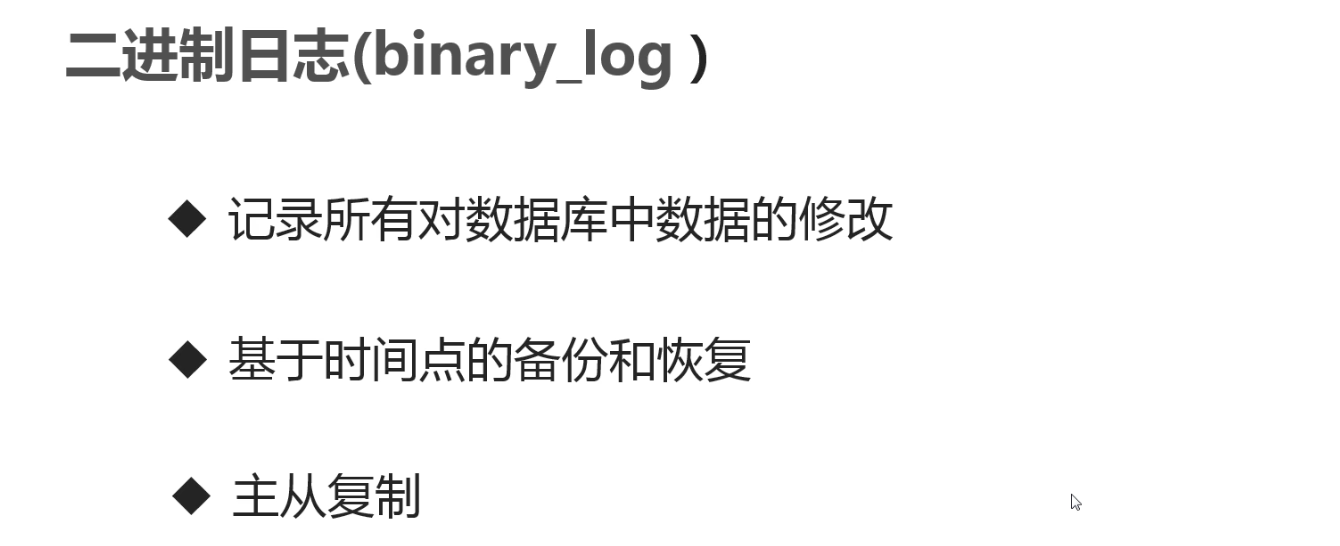 二进制日志(binary_log )
◆ 记录所有对数据库中数据的修改
◆ 基于时间点的备份和恢复
◆ 主从复制